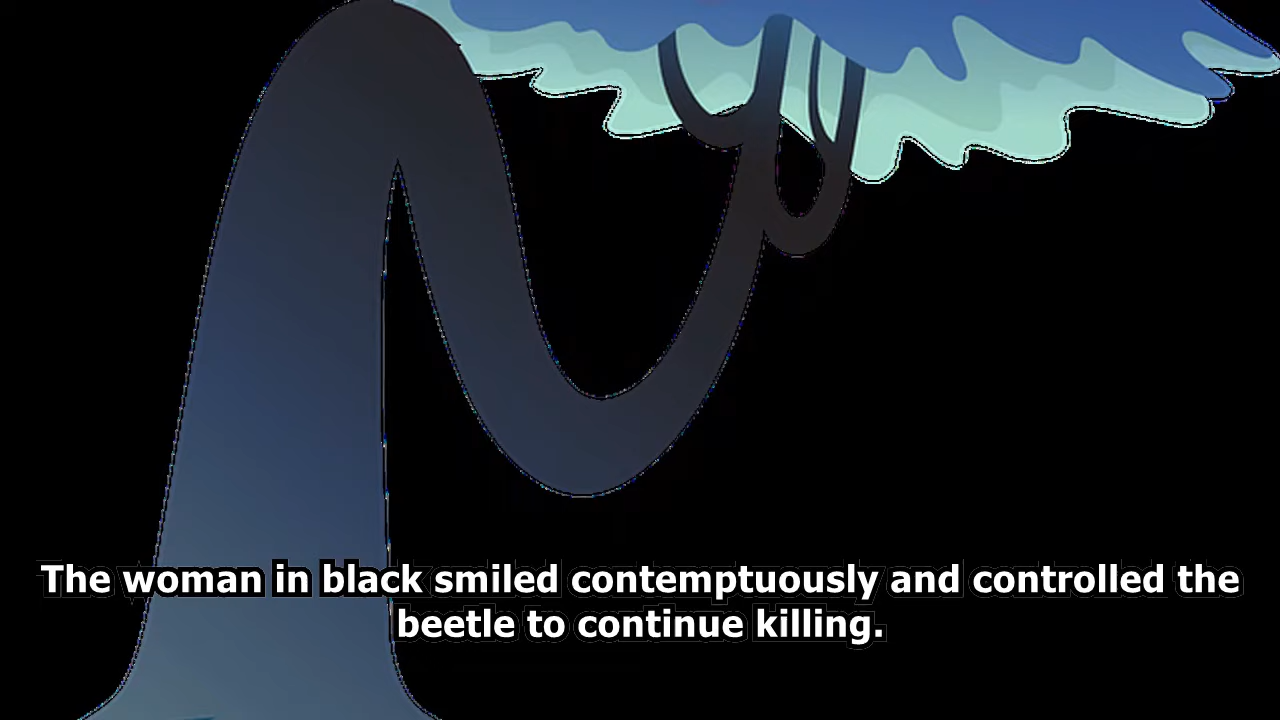 The woman in black smiled contemptuously and controlled the
beetle to continue killing.